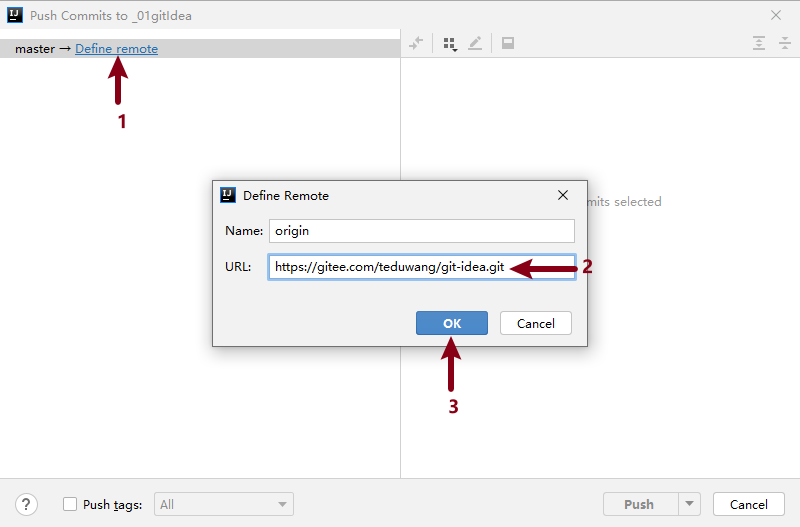 Push Commits to _01gitIdea
master → Define remote
1
mits selected
Define Remote
Name: origin
URL: https://gitee.com/teduwang/git-idea.git
2
OK
Cancel
3
?
Push tags:
All
Push
Cancel